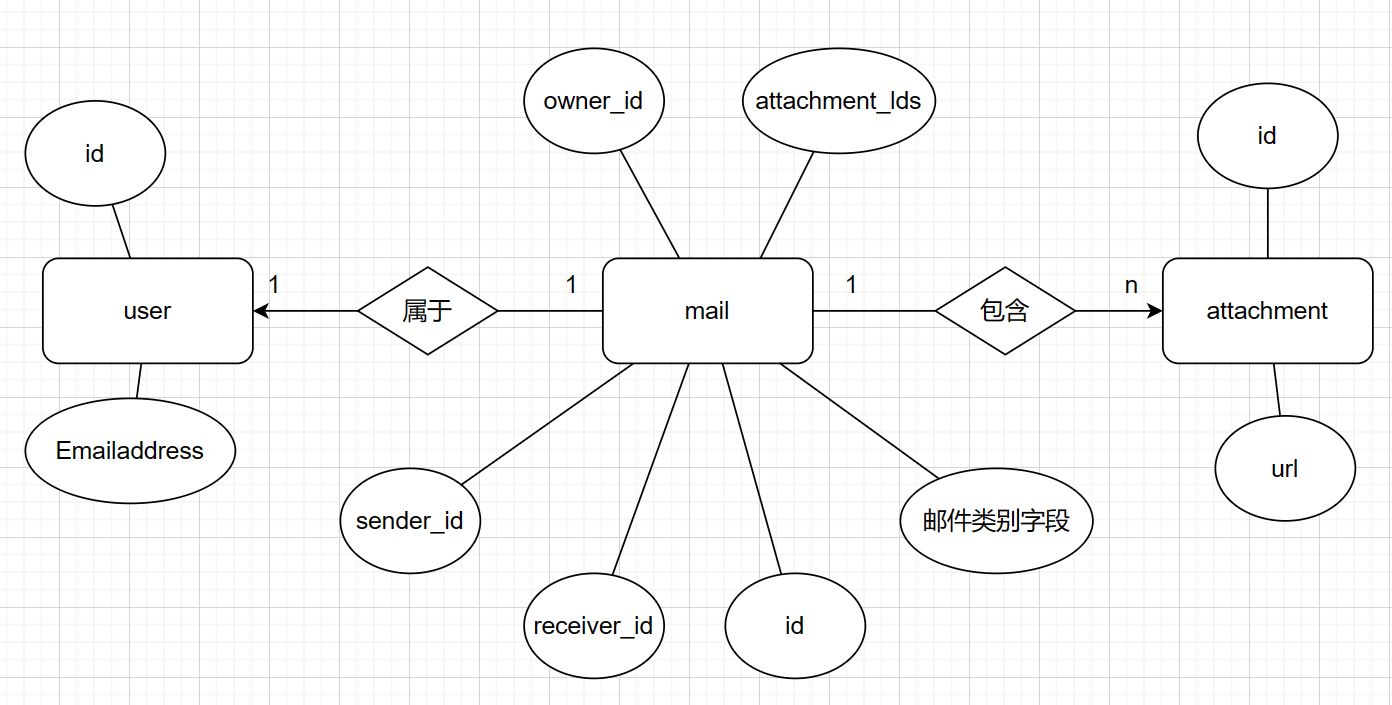 owner_id
attachment_lds
id
id
user
1
属于
1
mail
1
包含
n
attachment
Emailaddress
sender_id
邮件类别字段
url
receiver_id
id